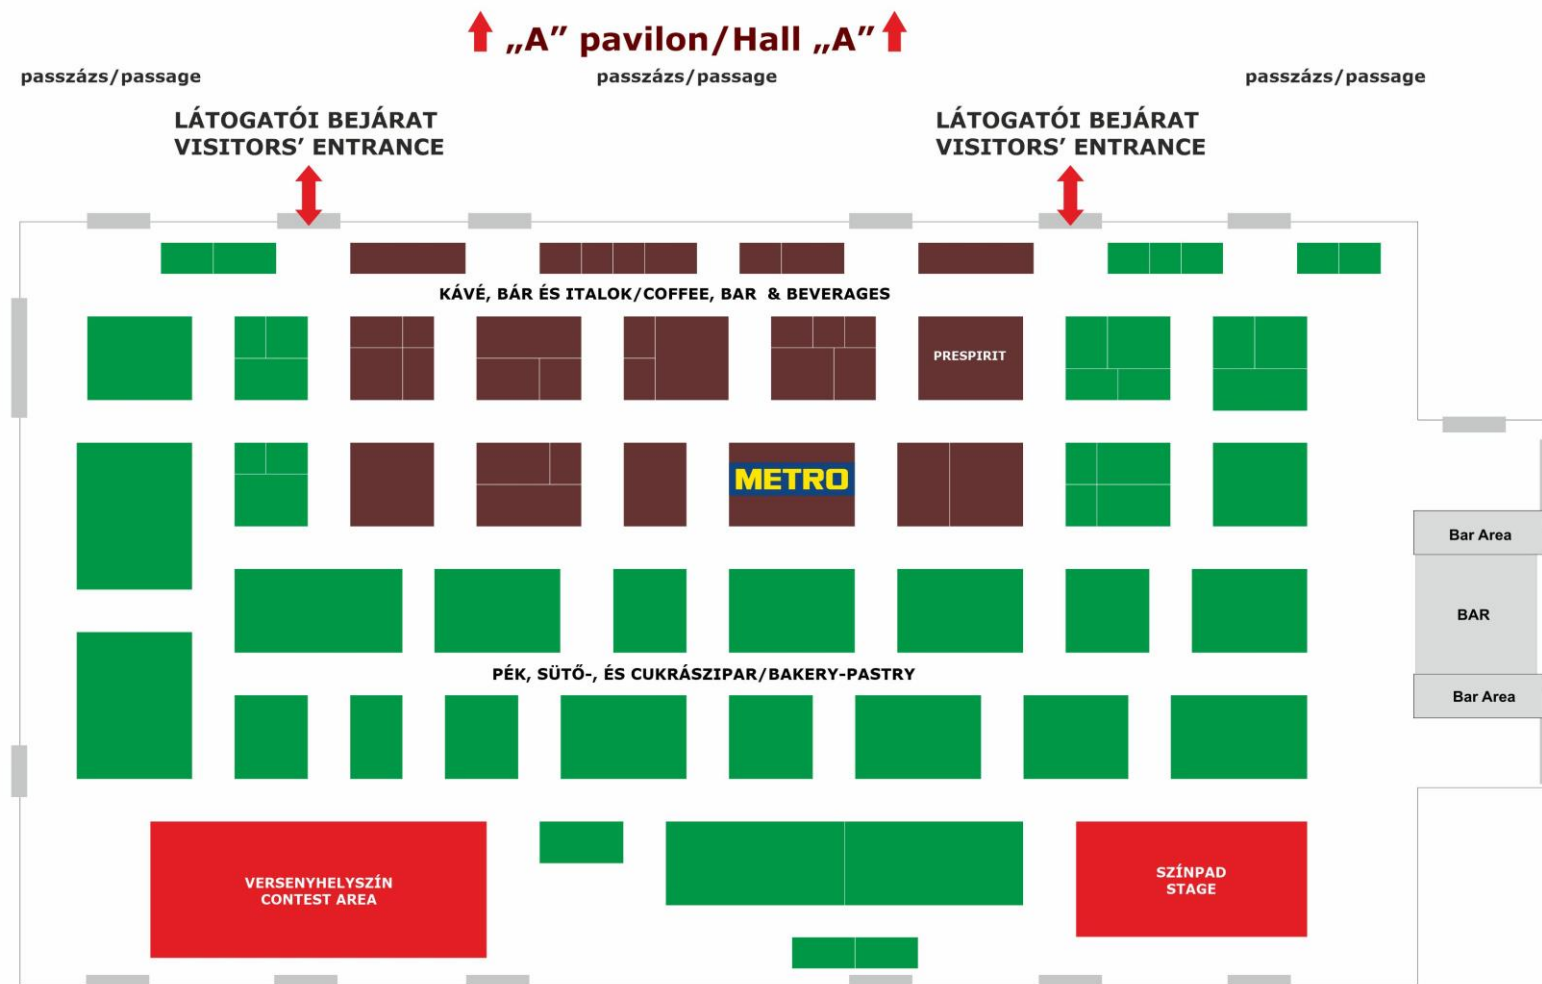 „A” pavilon/Hall „A”
passzázs/passage
passzázs/passage
passzázs/passage
LÁTOGATÓI BEJÁRAT
VISITORS’ ENTRANCE
LÁTOGATÓI BEJÁRAT
VISITORS’ ENTRANCE
KÁVÉ, BÁR ÉS ITALOK/COFFEE, BAR & BEVERAGES
PRESPIRIT
METRO
Bar Area
BAR
Bar Area
PÉK, SÜTŐ-, ÉS CUKRÁSZIPAR/BAKERY-PASTRY
VERSENYHELYSZÍN
CONTEST AREA
SZÍNPAD
STAGE